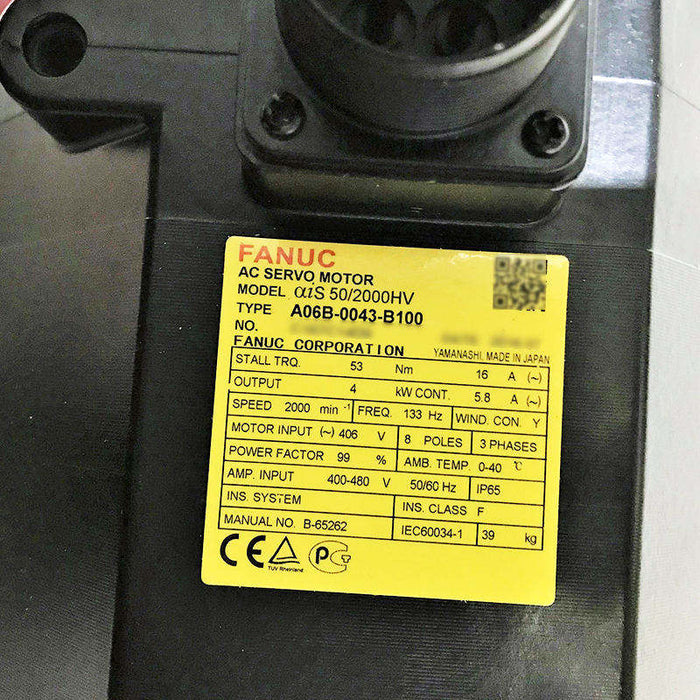 FANUC
AC SERVO MOTOR
MODEL αiS 50/2000HV
TYPE A06B-0043-B100
NO.
FANUC CORPORATION YAMANASHI, MADE IN JAPAN
STALL TRQ. 53 Nm 16 A (~)
OUTPUT 4 kW CONT. 5.8 A (~)
SPEED 2000 min -1 FREQ. 133 Hz WIND. CON. Y
MOTOR INPUT (~) 406 V 8 POLES 3 PHASES
POWER FACTOR 99 % AMB. TEMP. 0-40 ℃
AMP. INPUT 400-480 V 50/60 Hz IP65
INS. SYSTEM INS. CLASS F
MANUAL NO. B-65262 IEC60034-1 39 kg
CE TUV Rheinland PCT